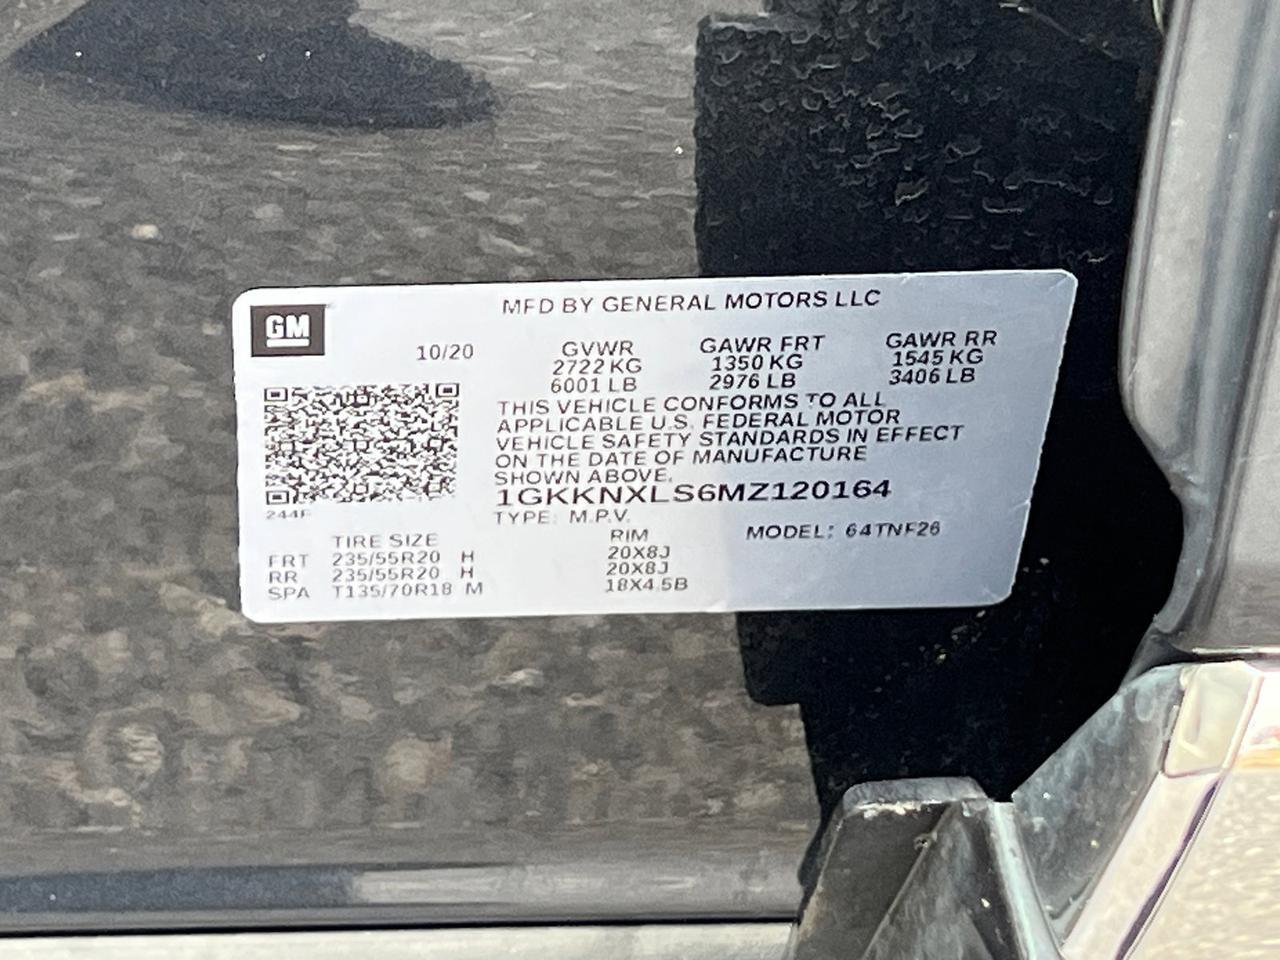 MFD BY GENERAL MOTORS LLC
GM
10/20 GVWR GAWR FRT GAWR RR
2722 KG 1350 KG 1545 KG
6001 LB 2976 LB 3406 LB
THIS VEHICLE CONFORMS TO ALL
APPLICABLE U.S. FEDERAL MOTOR
VEHICLE SAFETY STANDARDS IN EFFECT
ON THE DATE OF MANUFACTURE
SHOWN ABOVE.
1GKKNXLS6MZ120164
244F
TYPE: M.P.V. MODEL: 64TNF26
TIRE SIZE RIM
FRT 235/55R20 H 20X8J
RR 235/55R20 H 20X8J
SPA T135/70R18 M 18X4.5B